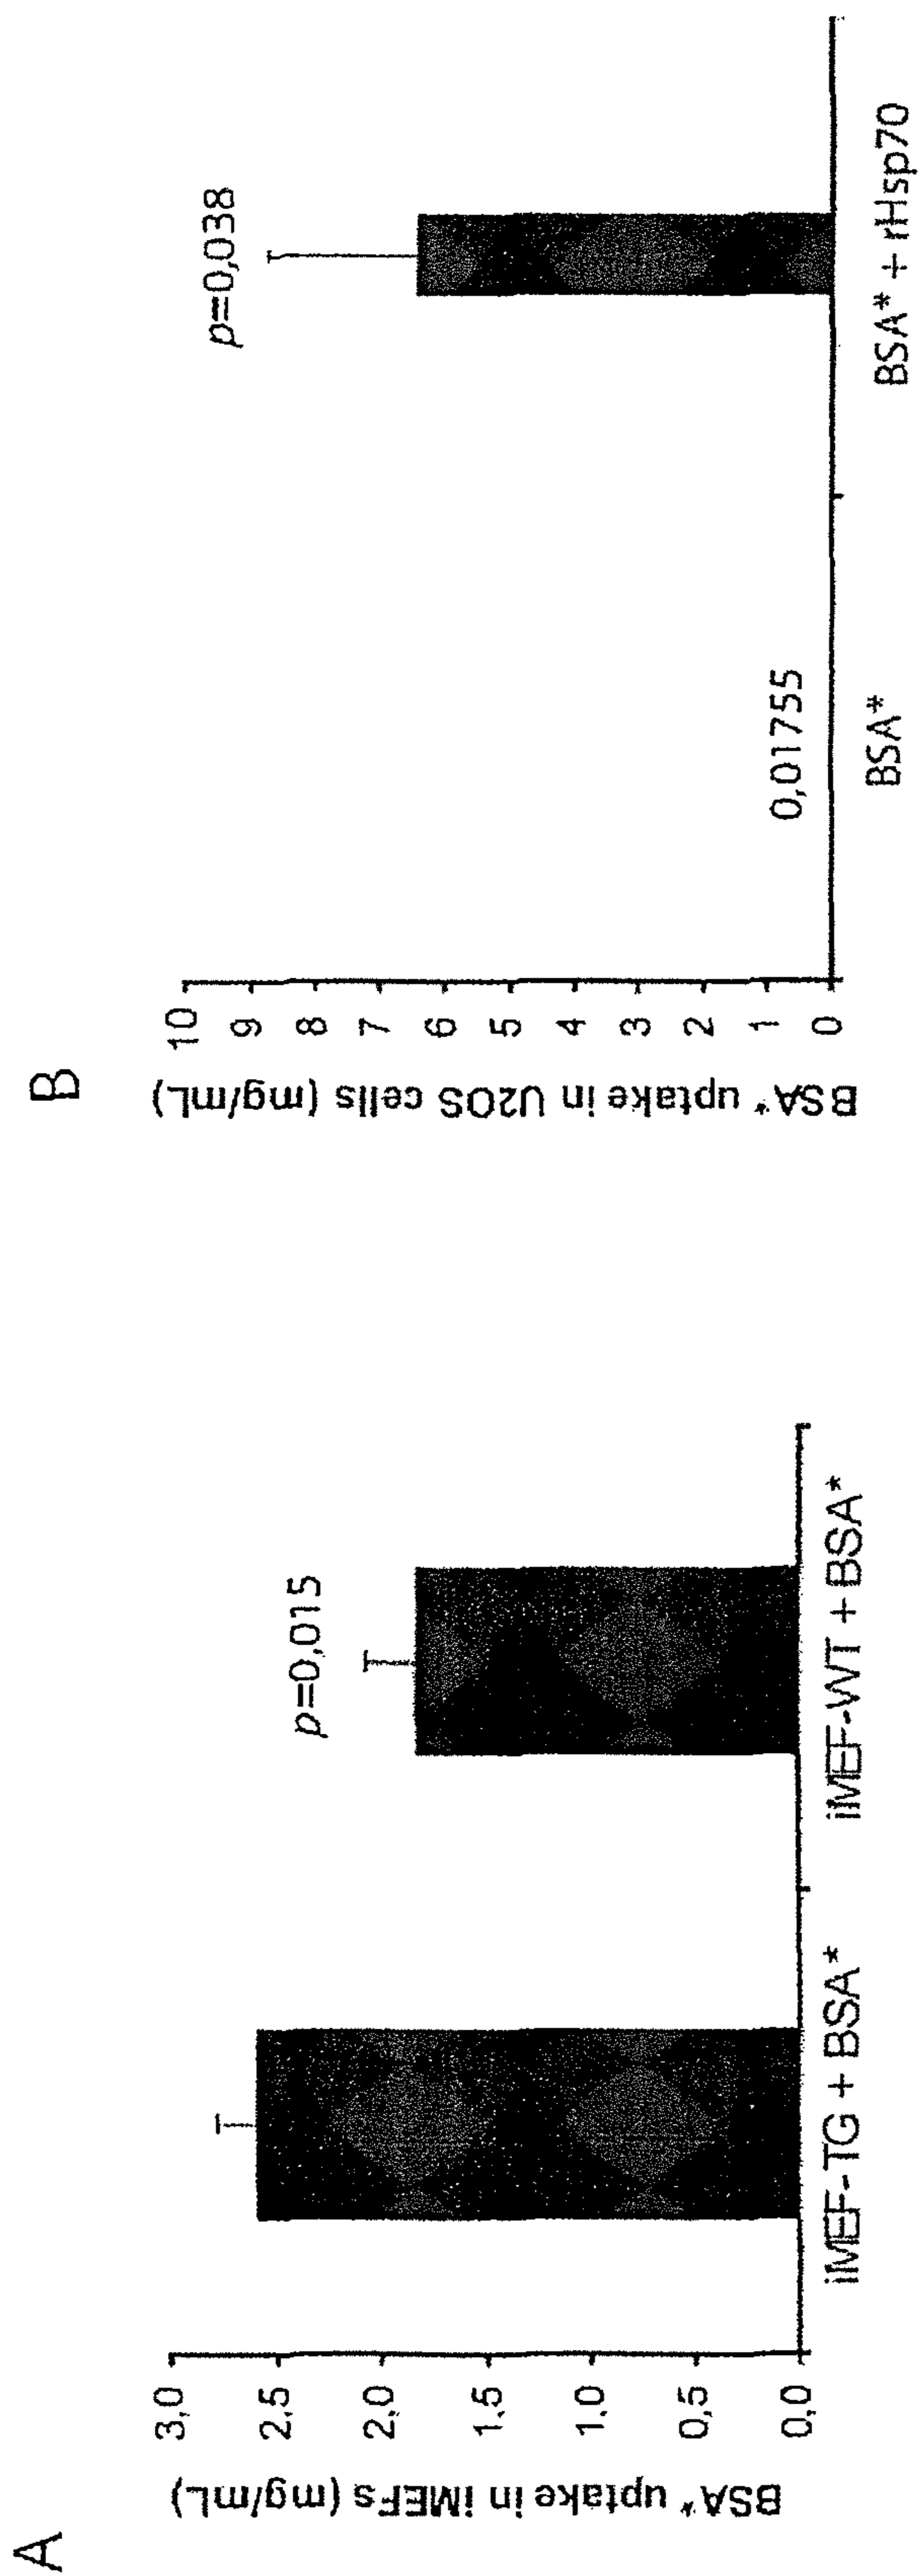 A
BSA* uptake in iMEFs (mg/mL)
3,0
2,5
2,0
1,5
1,0
0,5
0,0
p=0,015
iMEF-TG + BSA*
iMEF-WT + BSA*
B
BSA* uptake in U2OS cells (mg/mL)
10
9
8
7
6
5
4
3
2
1
0
0,01755
p=0,038
BSA*
BSA* + rHsp70